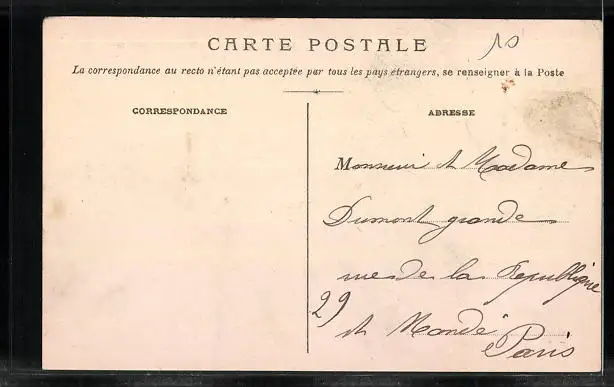 CARTE POSTALE
10
La correspondance au recto n'étant pas acceptée par tous les pays étrangers, se renseigner à la Poste
CORRESPONDANCE
ADRESSE
Monsieur et Madame
Dumont grande
rue de la République
29
St Mandé
Paris